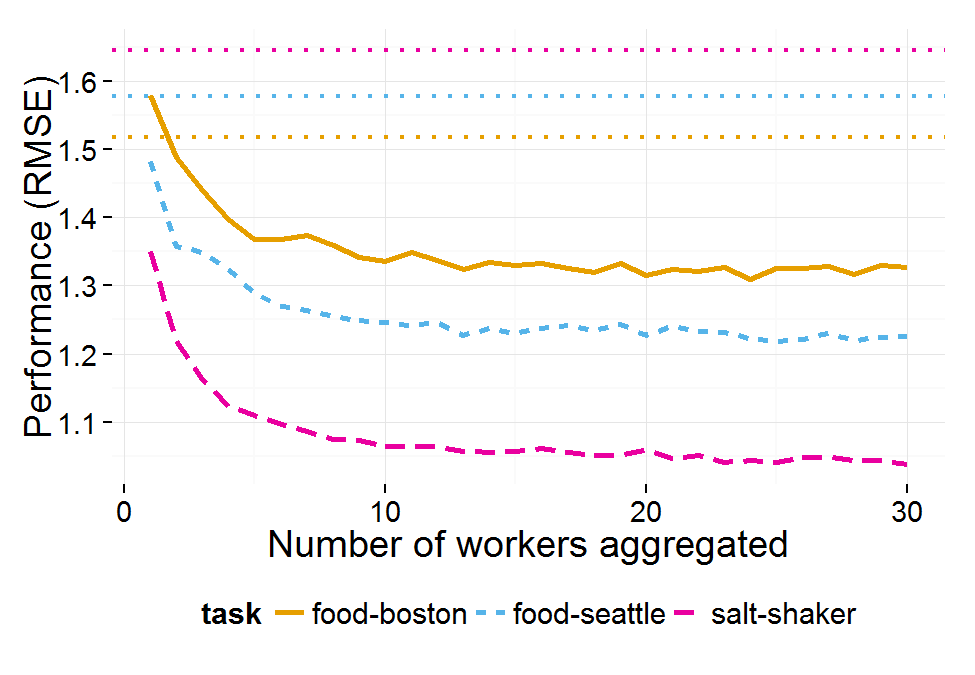 Performance (RMSE)
1.6
1.5
1.4
1.3
1.2
1.1
0 10 20 30
Number of workers aggregated
task food-boston food-seattle salt-shaker